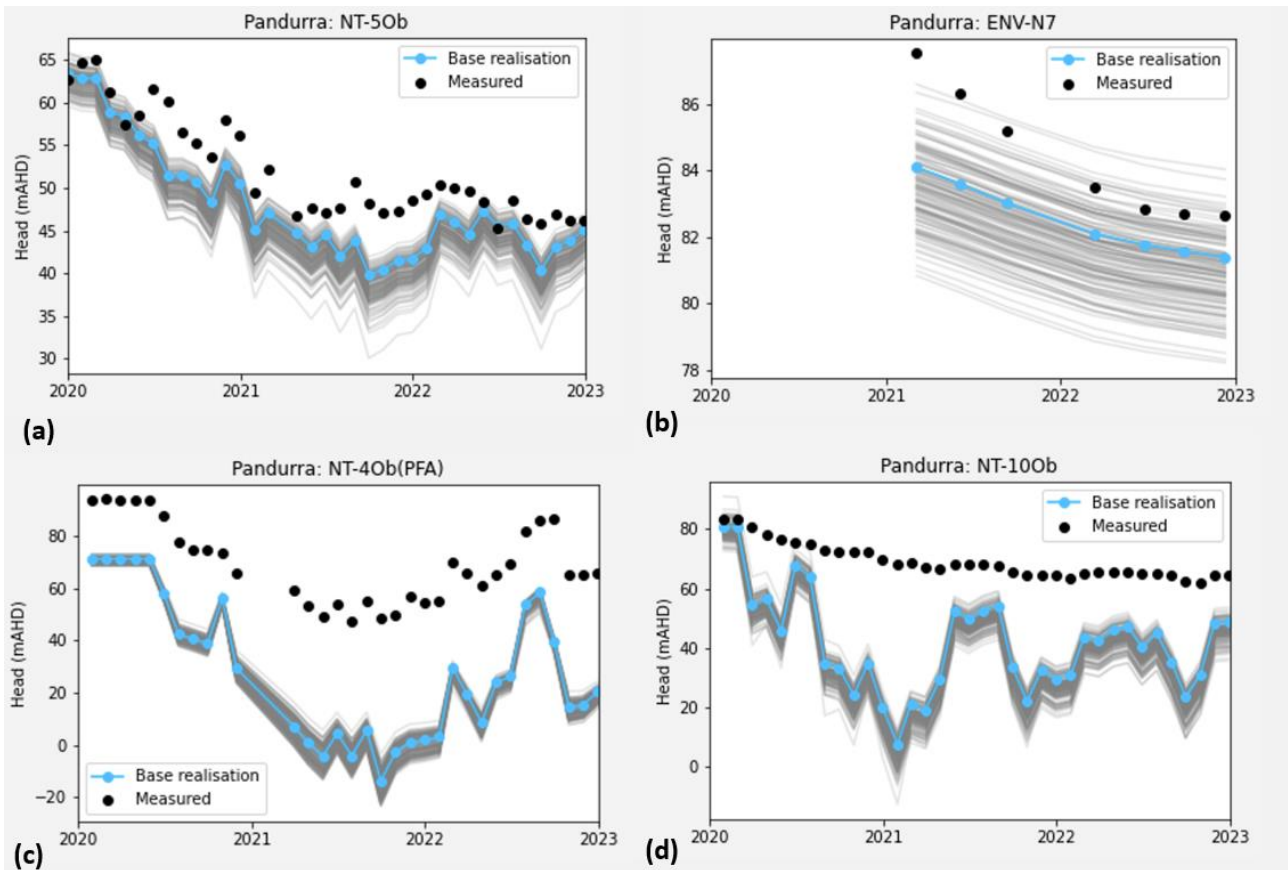 Pandurra: NT-5Ob
65
60
55
50
45
40
35
30
Head (mAHD)
Base realisation
Measured
2020
2021
2022
2023
(a)
Pandurra: ENV-N7
86
84
82
80
78
Head (mAHD)
Base realisation
Measured
2020
2021
2022
2023
(b)
Pandurra: NT-4Ob(PFA)
80
60
40
20
0
−20
Head (mAHD)
Base realisation
Measured
2020
2021
2022
2023
(c)
Pandurra: NT-10Ob
80
60
40
20
0
Head (mAHD)
Base realisation
Measured
2020
2021
2022
2023
(d)